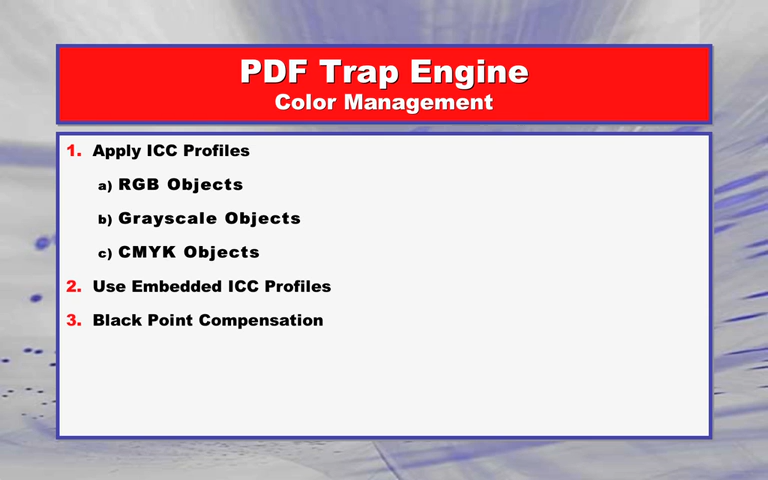 PDF Trap Engine
Color Management
1. Apply ICC Profiles
a) RGB Objects
b) Grayscale Objects
c) CMYK Objects
2. Use Embedded ICC Profiles
3. Black Point Compensation